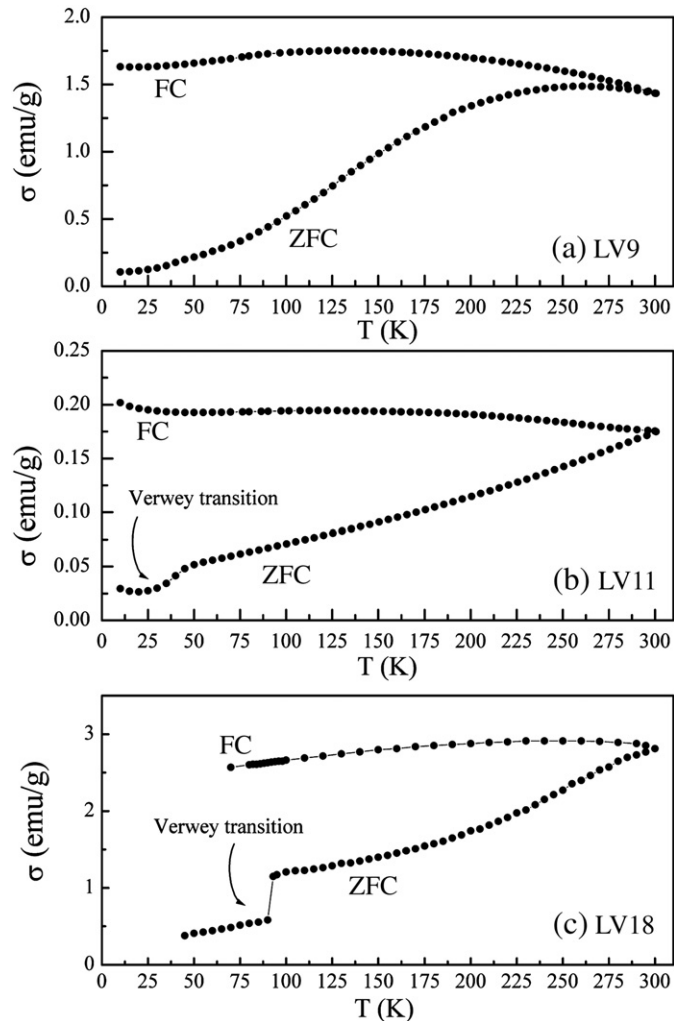 2.0
1.5
1.0
0.5
0.0
σ (emu/g)
FC
ZFC
(a) LV9
0 25 50 75 100 125 150 175 200 225 250 275 300
T (K)
0.25
0.20
0.15
0.10
0.05
0.00
σ (emu/g)
FC
Verwey transition
ZFC
(b) LV11
0 25 50 75 100 125 150 175 200 225 250 275 300
T (K)
3
2
1
0
σ (emu/g)
FC
Verwey transition
ZFC
(c) LV18
0 25 50 75 100 125 150 175 200 225 250 275 300
T (K)